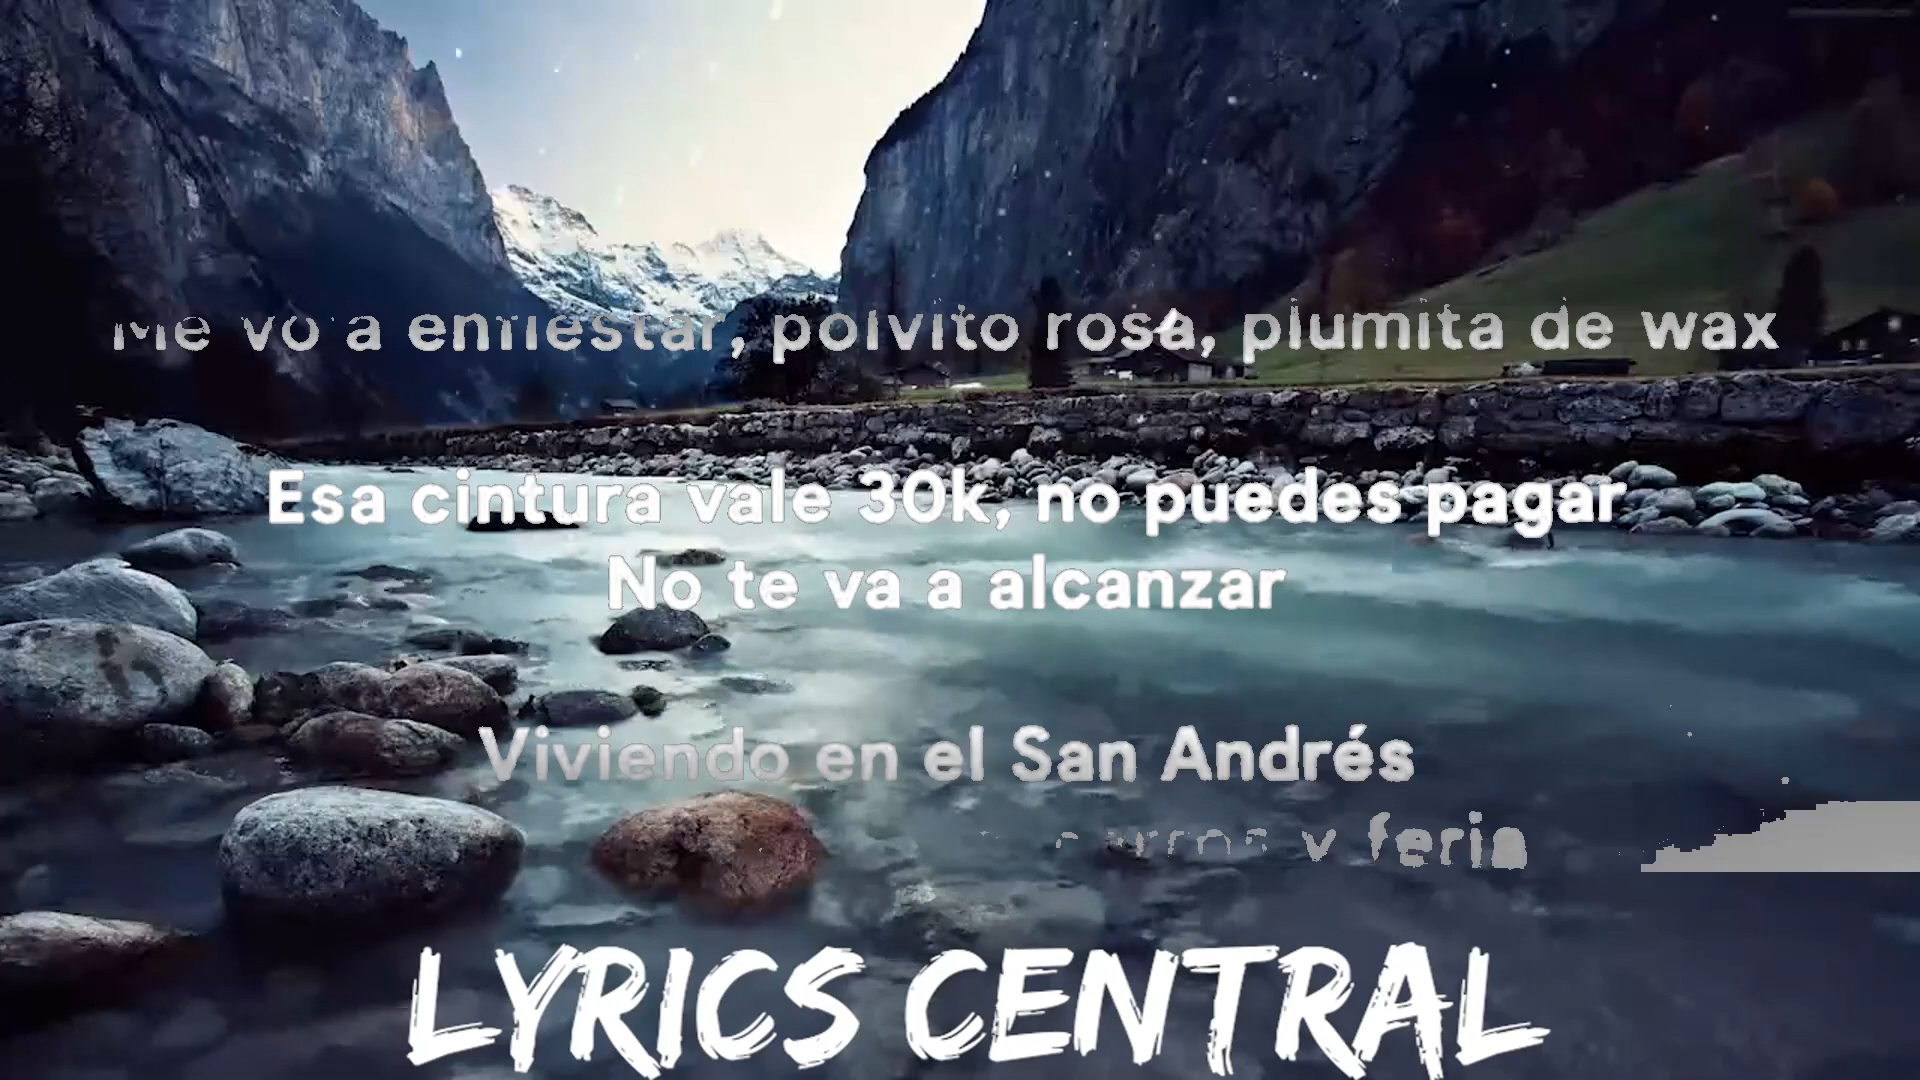 Me vo a enfiestar, polvito rosa, plumita de wax
Esa cintura vale 30k, no puedes pagar
No te va a alcanzar
Viviendo en el San Andrés
carros y feria
LYRICS CENTRAL